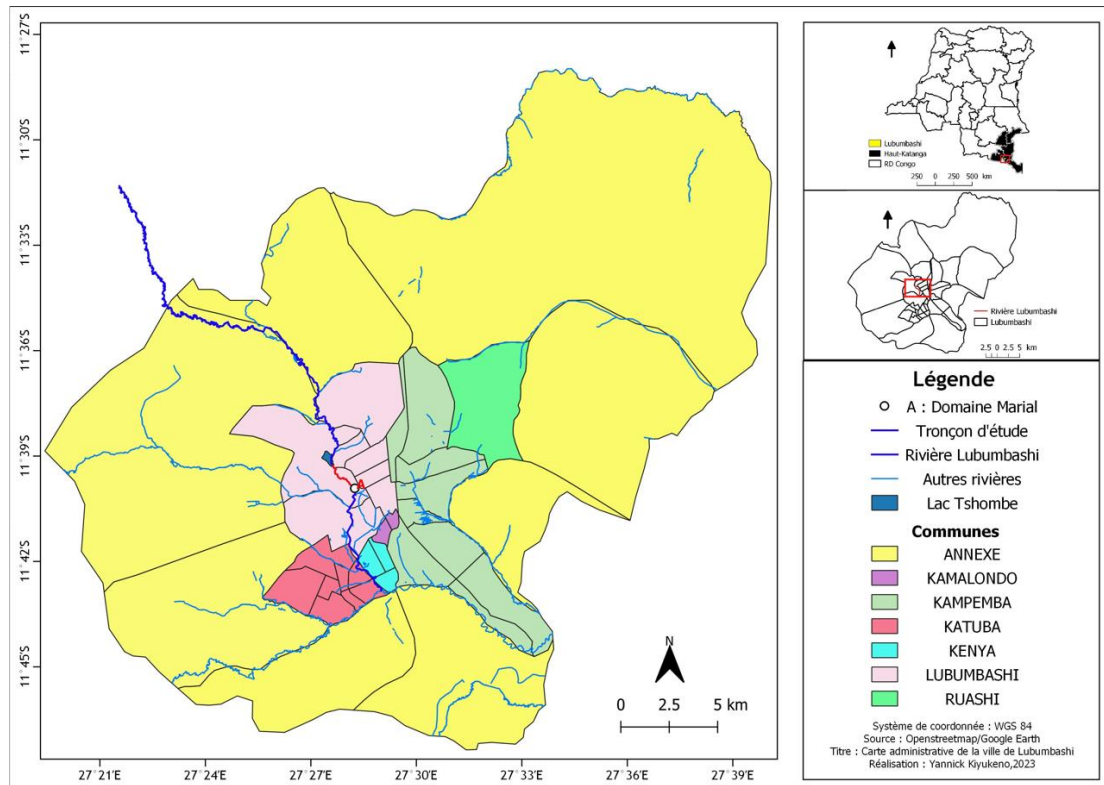 11°27'S
11°30'S
11°33'S
11°36'S
11°39'S
11°42'S
11°45'S
27°21'E
27°24'E
27°27'E
27°30'E
27°33'E
27°36'E
27°39'E
A
N
0 2.5 5 km
Lubumbashi
Haut-Katanga
RD Congo
250 0 250 500 km
Rivière Lubumbashi
Lubumbashi
2.5 0 2.5 5 km
Légende
A : Domaine Marial
Tronçon d'étude
Rivière Lubumbashi
Autres rivières
Lac Tshombe
Communes
ANNEXE
KAMALONDO
KAMPEMBA
KATUBA
KENYA
LUBUMBASHI
RUASHI
Système de coordonnée : WGS 84
Source : Openstreetmap/Google Earth
Titre : Carte administrative de la ville de Lubumbashi
Réalisation : Yannick Kiyukeno,2023